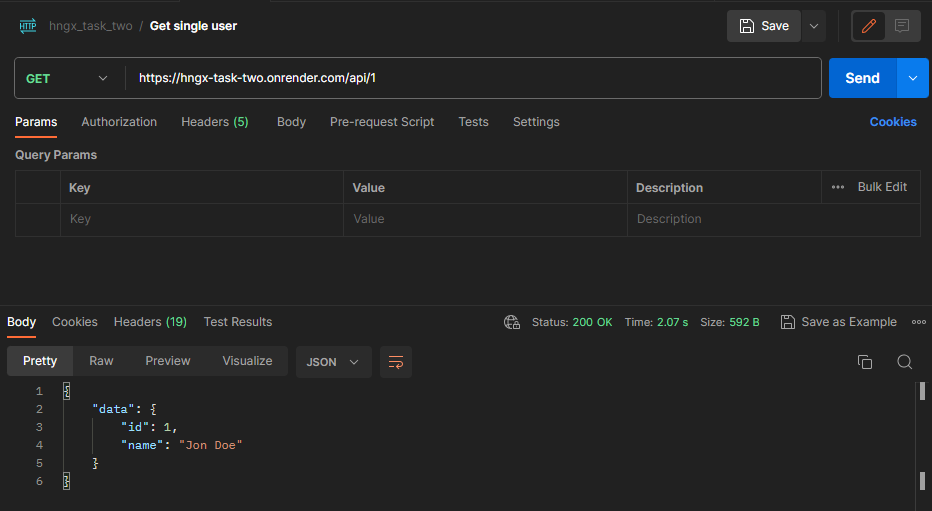 HTTP hngx_task_two / Get single user Save
GET https://hngx-task-two.onrender.com/api/1 Send
Params Authorization Headers (5) Body Pre-request Script Tests Settings Cookies
Query Params
Key Value Description ••• Bulk Edit
Key Value Description
Body Cookies Headers (19) Test Results Status: 200 OK Time: 2.07 s Size: 592 B Save as Example
Pretty Raw Preview Visualize JSON
1 {
2 "data": {
3 "id": 1,
4 "name": "Jon Doe"
5 }
6 }